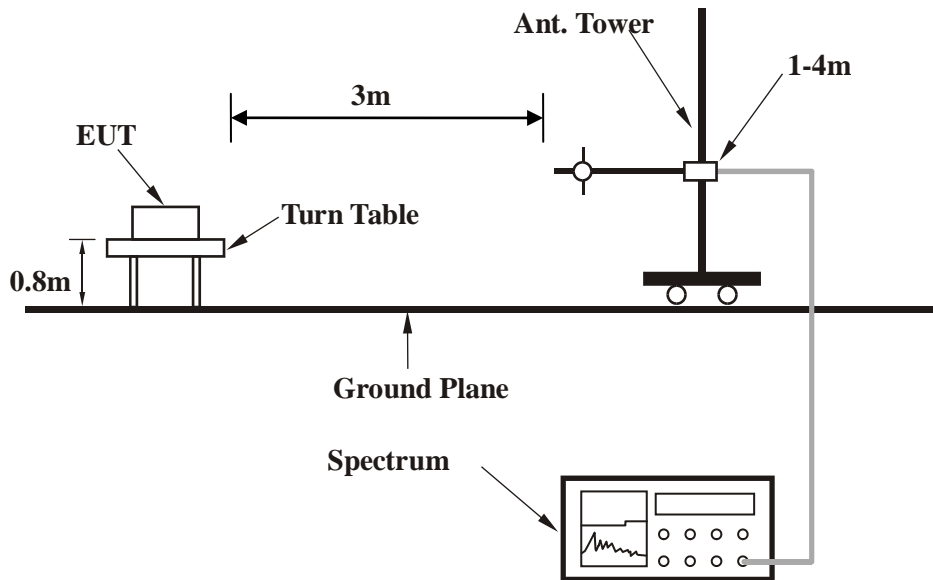 Ant. Tower
1-4m
3m
EUT
Turn Table
0.8m
Ground Plane
Spectrum